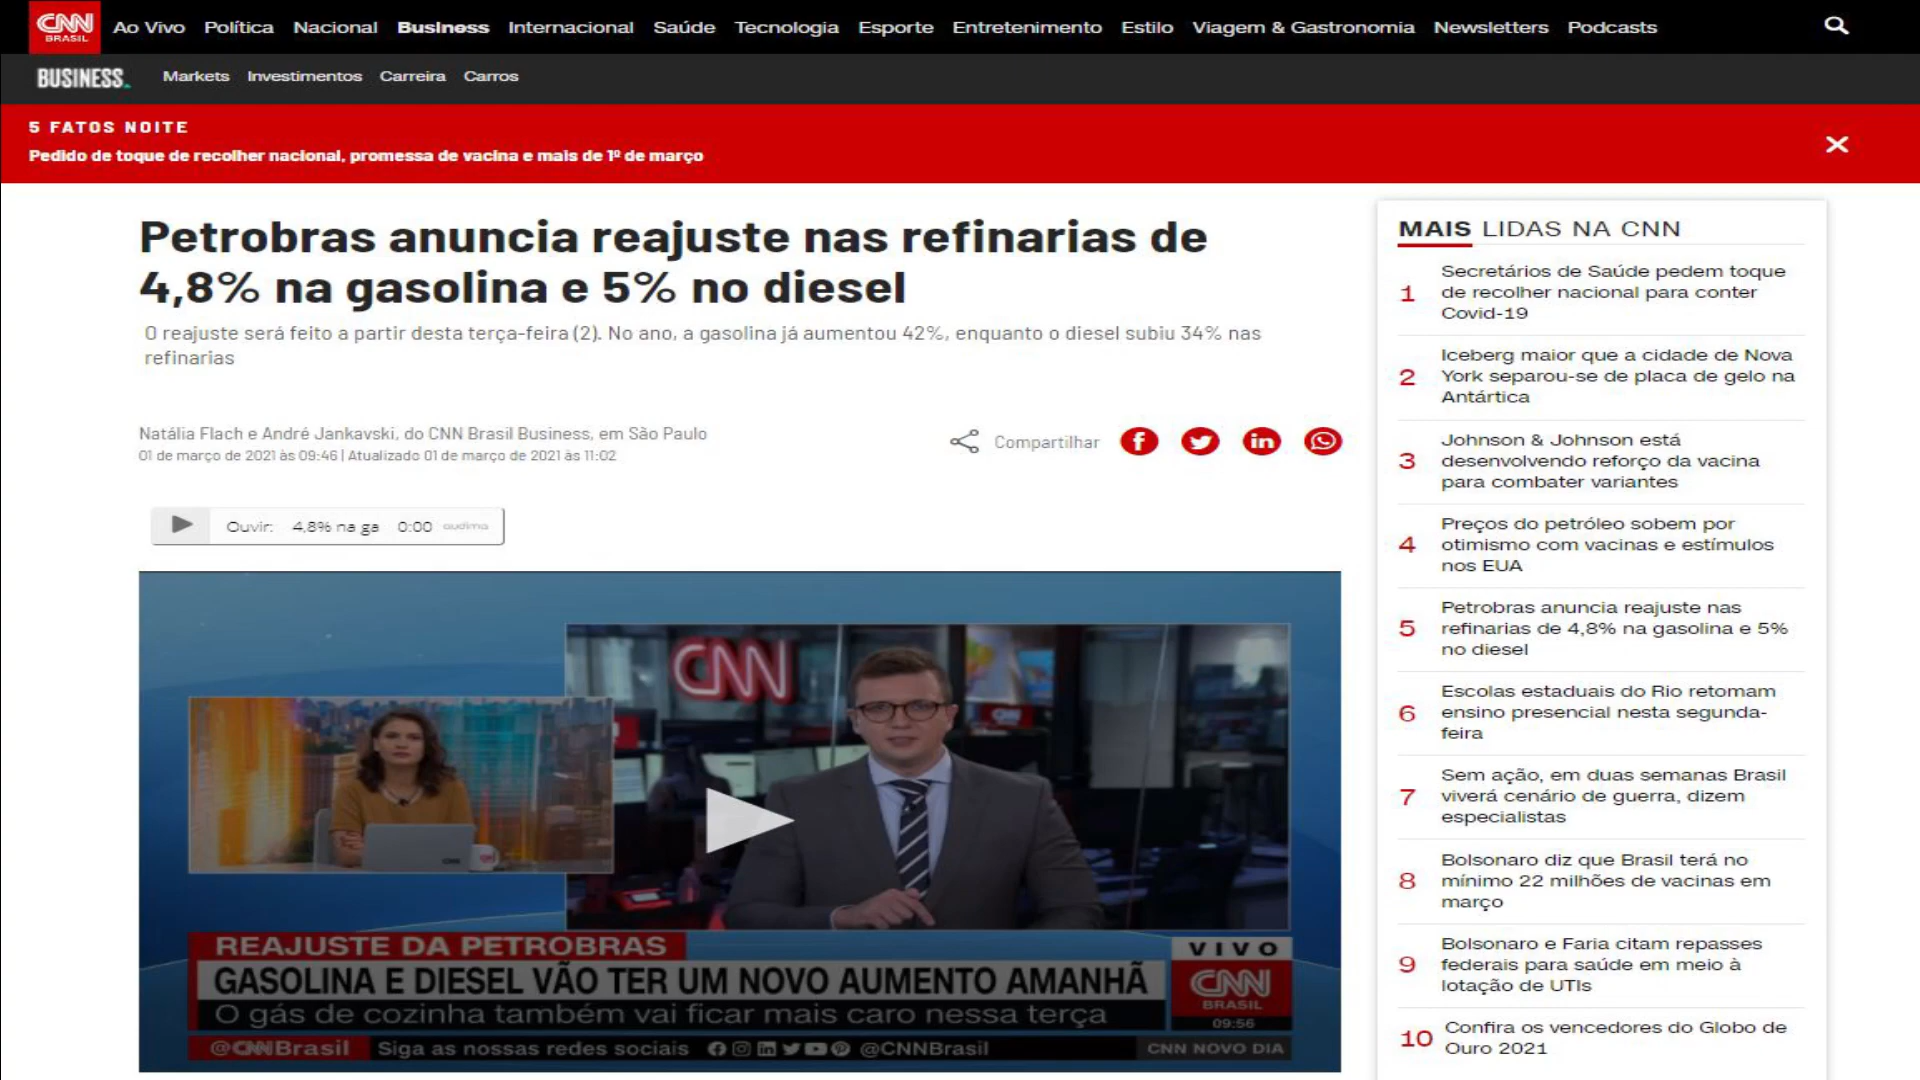 CNN
BRASIL
Ao Vivo Política Nacional Business Internacional Saúde Tecnologia Esporte Entretenimento Estilo Viagem & Gastronomia Newsletters Podcasts
BUSINESS
Markets Investimentos Carreira Carros
5 FATOS NOITE
Pedido de toque de recolher nacional, promessa de vacina e mais de 1º de março
Petrobras anuncia reajuste nas refinarias de
4,8% na gasolina e 5% no diesel
O reajuste será feito a partir desta terça-feira (2). No ano, a gasolina já aumentou 42%, enquanto o diesel subiu 34% nas
refinarias
Natália Flach e André Jankavski, do CNN Brasil Business, em São Paulo
01 de março de 2021 às 09:46 | Atualizado 01 de março de 2021 às 11:02
Compartilhar
Ouvir: 4,8% na ga 0:00 audima
CNN
REAJUSTE DA PETROBRAS
GASOLINA E DIESEL VÃO TER UM NOVO AUMENTO AMANHÃ
O gás de cozinha também vai ficar mais caro nessa terça
VIVO
CNN
BRASIL
09:56
@CNNBrasil Siga as nossas redes sociais @CNNBrasil
CNN NOVO DIA
MAIS LIDAS NA CNN
1 Secretários de Saúde pedem toque
de recolher nacional para conter
Covid-19
2 Iceberg maior que a cidade de Nova
York separou-se de placa de gelo na
Antártica
3 Johnson & Johnson está
desenvolvendo reforço da vacina
para combater variantes
4 Preços do petróleo sobem por
otimismo com vacinas e estímulos
nos EUA
5 Petrobras anuncia reajuste nas
refinarias de 4,8% na gasolina e 5%
no diesel
6 Escolas estaduais do Rio retomam
ensino presencial nesta segunda-
feira
7 Sem ação, em duas semanas Brasil
viverá cenário de guerra, dizem
especialistas
8 Bolsonaro diz que Brasil terá no
mínimo 22 milhões de vacinas em
março
9 Bolsonaro e Faria citam repasses
federais para saúde em meio à
lotação de UTIs
10 Confira os vencedores do Globo de
Ouro 2021